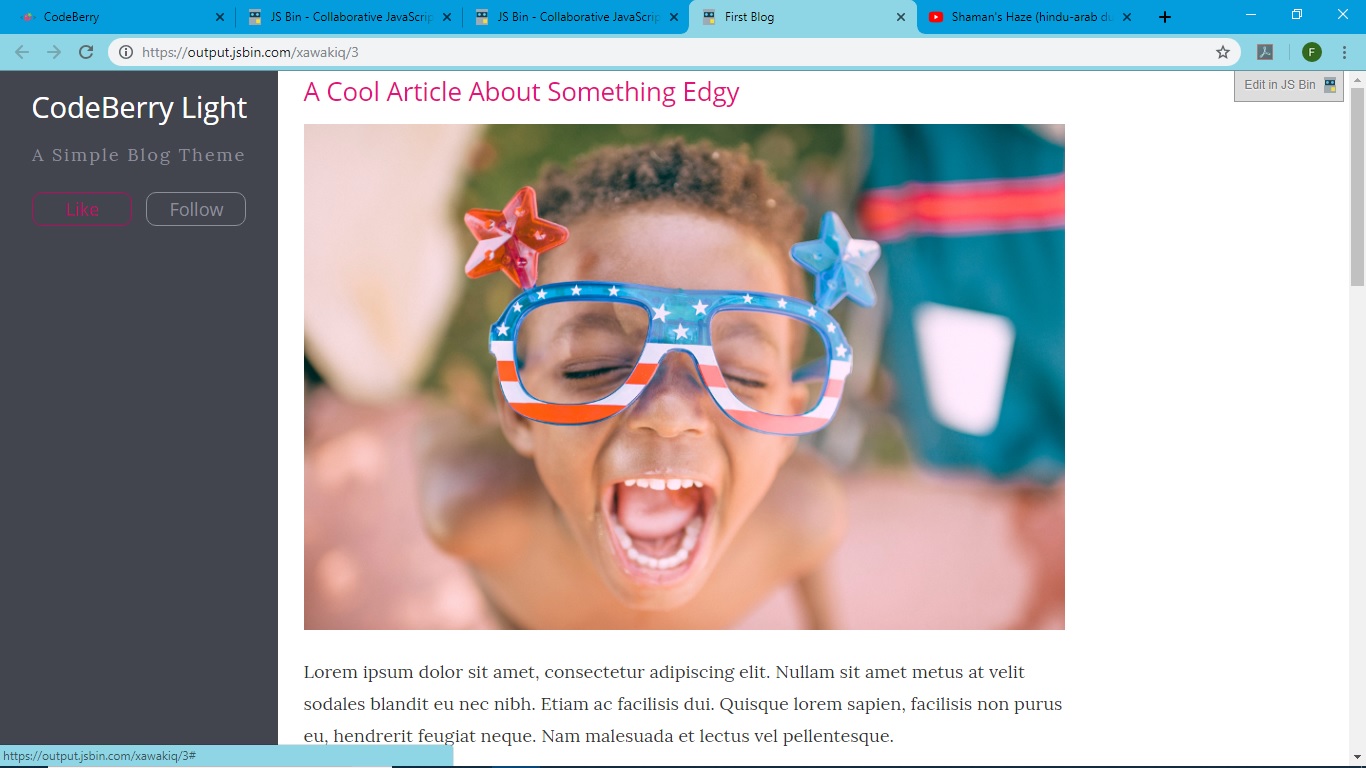 CodeBerry
JS Bin - Collaborative JavaScrip
JS Bin - Collaborative JavaScrip
First Blog
Shaman's Haze (hindu-arab du
https://output.jsbin.com/xawakiq/3
F
Edit in JS Bin
CodeBerry Light
A Simple Blog Theme
Like
Follow
A Cool Article About Something Edgy
Lorem ipsum dolor sit amet, consectetur adipiscing elit. Nullam sit amet metus at velit
sodales blandit eu nec nibh. Etiam ac facilisis dui. Quisque lorem sapien, facilisis non purus
eu, hendrerit feugiat neque. Nam malesuada et lectus vel pellentesque.
https://output.jsbin.com/xawakiq/3#